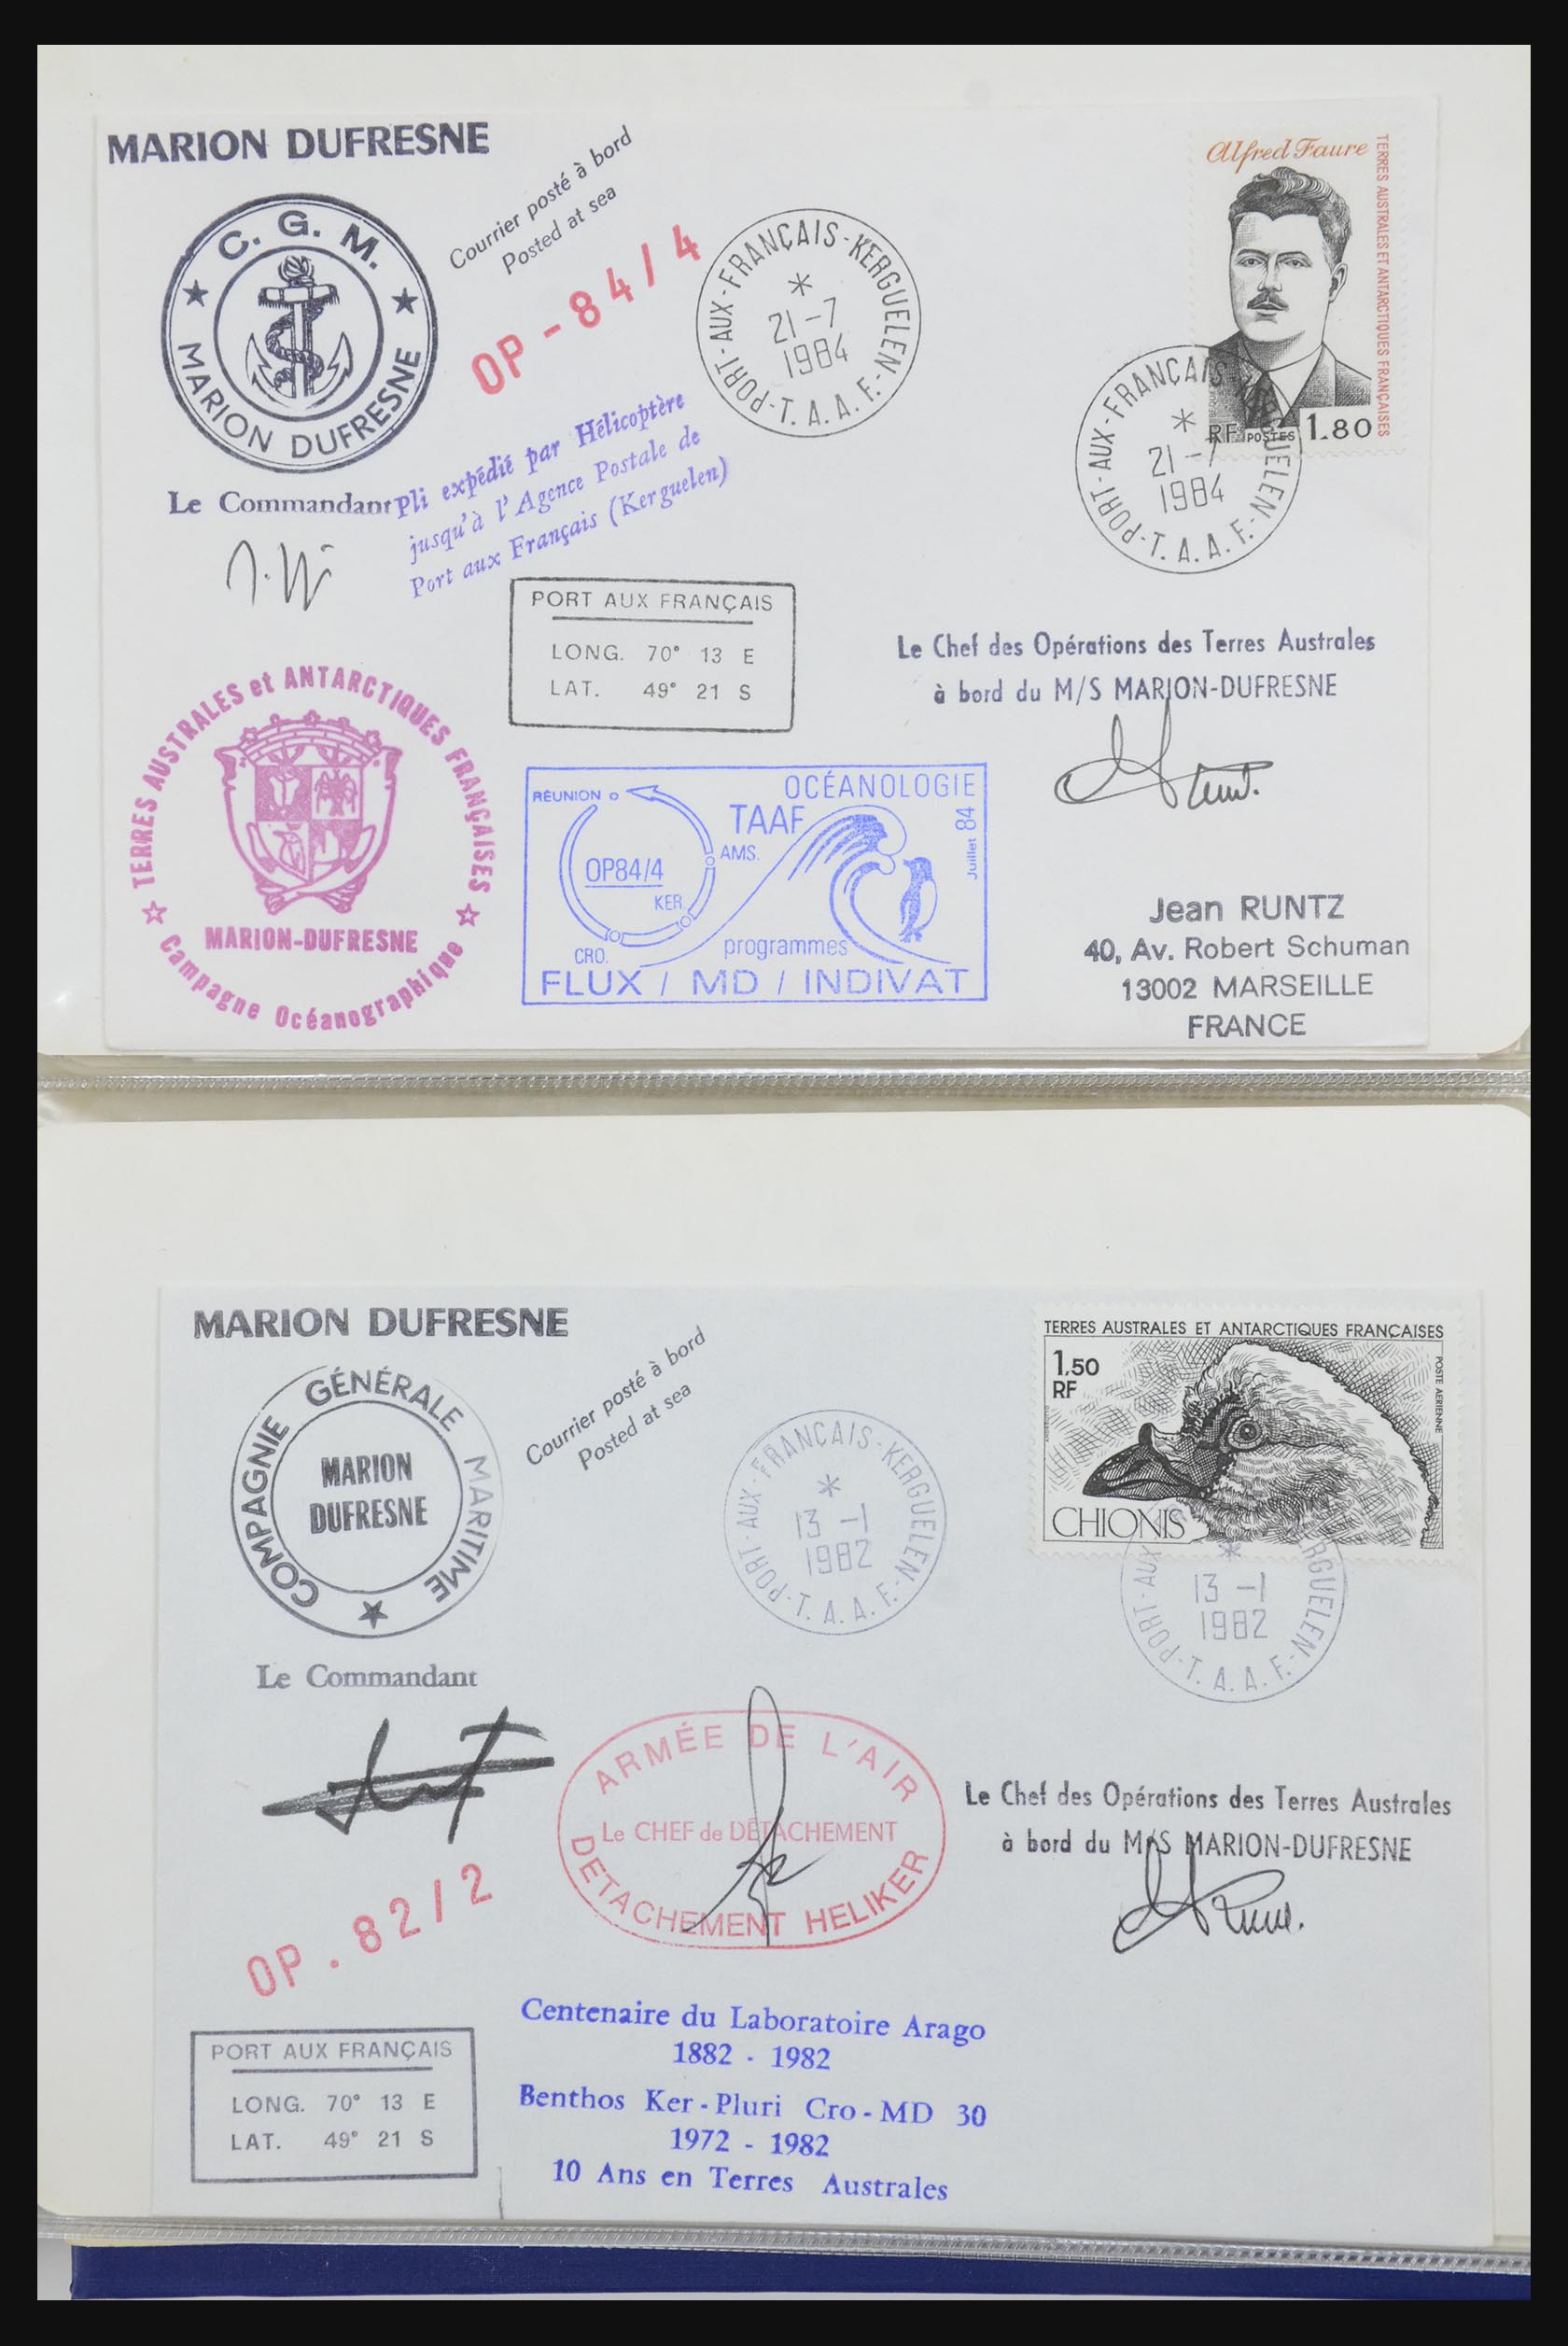 MARION DUFRESNE
C. G. M.
MARION DUFRESNE
Courrier posté à bord
Posted at sea
OP-84/4
PORT-AUX-FRANÇAIS-KERGUELEN
21-7
1984
T.A.A.F.
Alfred Faure
TERRES AUSTRALES ET ANTARCTIQUES FRANÇAISES
RF POSTES 1.80
PORT-AUX-FRANÇAIS KERGUELEN
21-7
1984
T.A.A.F.
Le Commandant
Pli expédié par Hélicoptère
jusqu'à l'Agence Postale de
Port aux Français (Kerguelen)
PORT AUX FRANÇAIS
LONG. 70° 13 E
LAT. 49° 21 S
Le Chef des Opérations des Terres Australes
à bord du M/S MARION-DUFRESNE
TERRES AUSTRALES et ANTARCTIQUES FRANÇAISES
MARION-DUFRESNE
Campagne Océanographique
RÉUNION
OCÉANOLOGIE
TAAF
Juillet 84
AMS.
OP84/4
KER.
CRO.
programmes
FLUX / MD / INDIVAT
Jean RUNTZ
40, Av. Robert Schuman
13002 MARSEILLE
FRANCE
MARION DUFRESNE
COMPAGNIE GÉNÉRALE MARITIME
MARION
DUFRESNE
Courrier posté à bord
Posted at sea
PORT-AUX-FRANÇAIS-KERGUELEN
13-1
1982
T.A.A.F.
TERRES AUSTRALES ET ANTARCTIQUES FRANÇAISES
1,50
RF
POSTE AERIENNE
CHIONIS
PORT-AUX KERGUELEN
13-1
1982
T.A.A.F.
Le Commandant
ARMÉE DE L'AIR
Le CHEF de DÉTACHEMENT
DETACHEMENT HELIKER
Le Chef des Opérations des Terres Australes
à bord du M/S MARION-DUFRESNE
OP.82/2
PORT AUX FRANÇAIS
LONG. 70° 13 E
LAT. 49° 21 S
Centenaire du Laboratoire Arago
1882 - 1982
Benthos Ker-Pluri Cro-MD 30
1972 - 1982
10 Ans en Terres Australes